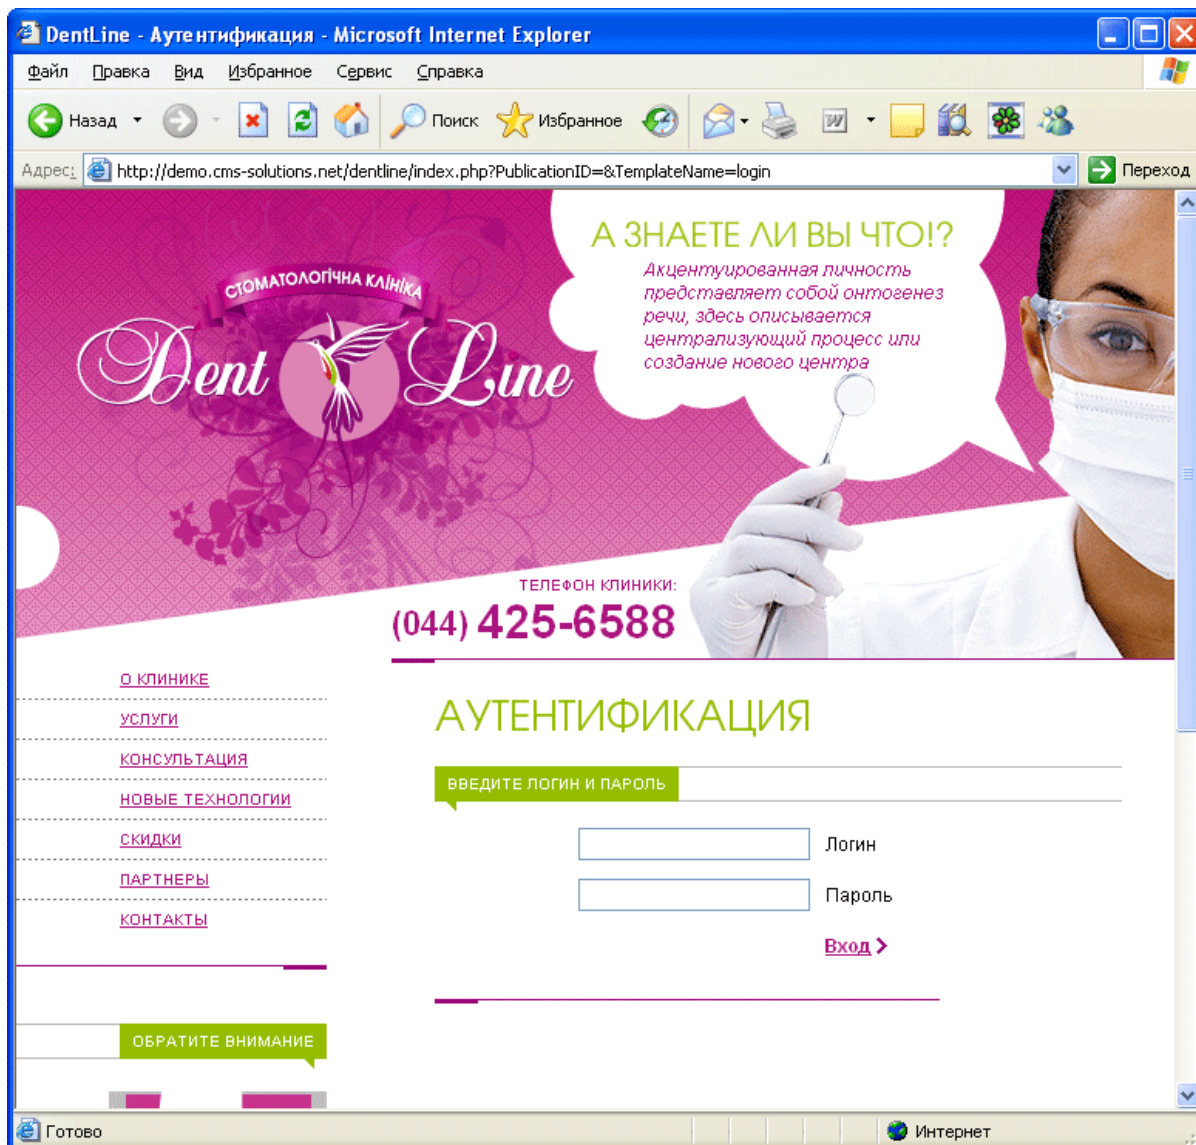 DentLine - Аутентификация - Microsoft Internet Explorer
Файл Правка Вид Избранное Сервис Справка
Назад Поиск Избранное
Адрес: http://demo.cms-solutions.net/dentline/index.php?PublicationID=&TemplateName=login Переход
СТОМАТОЛОГІЧНА КЛІНІКА
Dent Line
А ЗНАЕТЕ ЛИ ВЫ ЧТО!?
Акцентуированная личность
представляет собой онтогенез
речи, здесь описывается
централизующий процесс или
создание нового центра
ТЕЛЕФОН КЛИНИКИ:
(044) 425-6588
О КЛИНИКЕ
УСЛУГИ
КОНСУЛЬТАЦИЯ
НОВЫЕ ТЕХНОЛОГИИ
СКИДКИ
ПАРТНЕРЫ
КОНТАКТЫ
ОБРАТИТЕ ВНИМАНИЕ
АУТЕНТИФИКАЦИЯ
ВВЕДИТЕ ЛОГИН И ПАРОЛЬ
Логин
Пароль
Вход
Готово Интернет